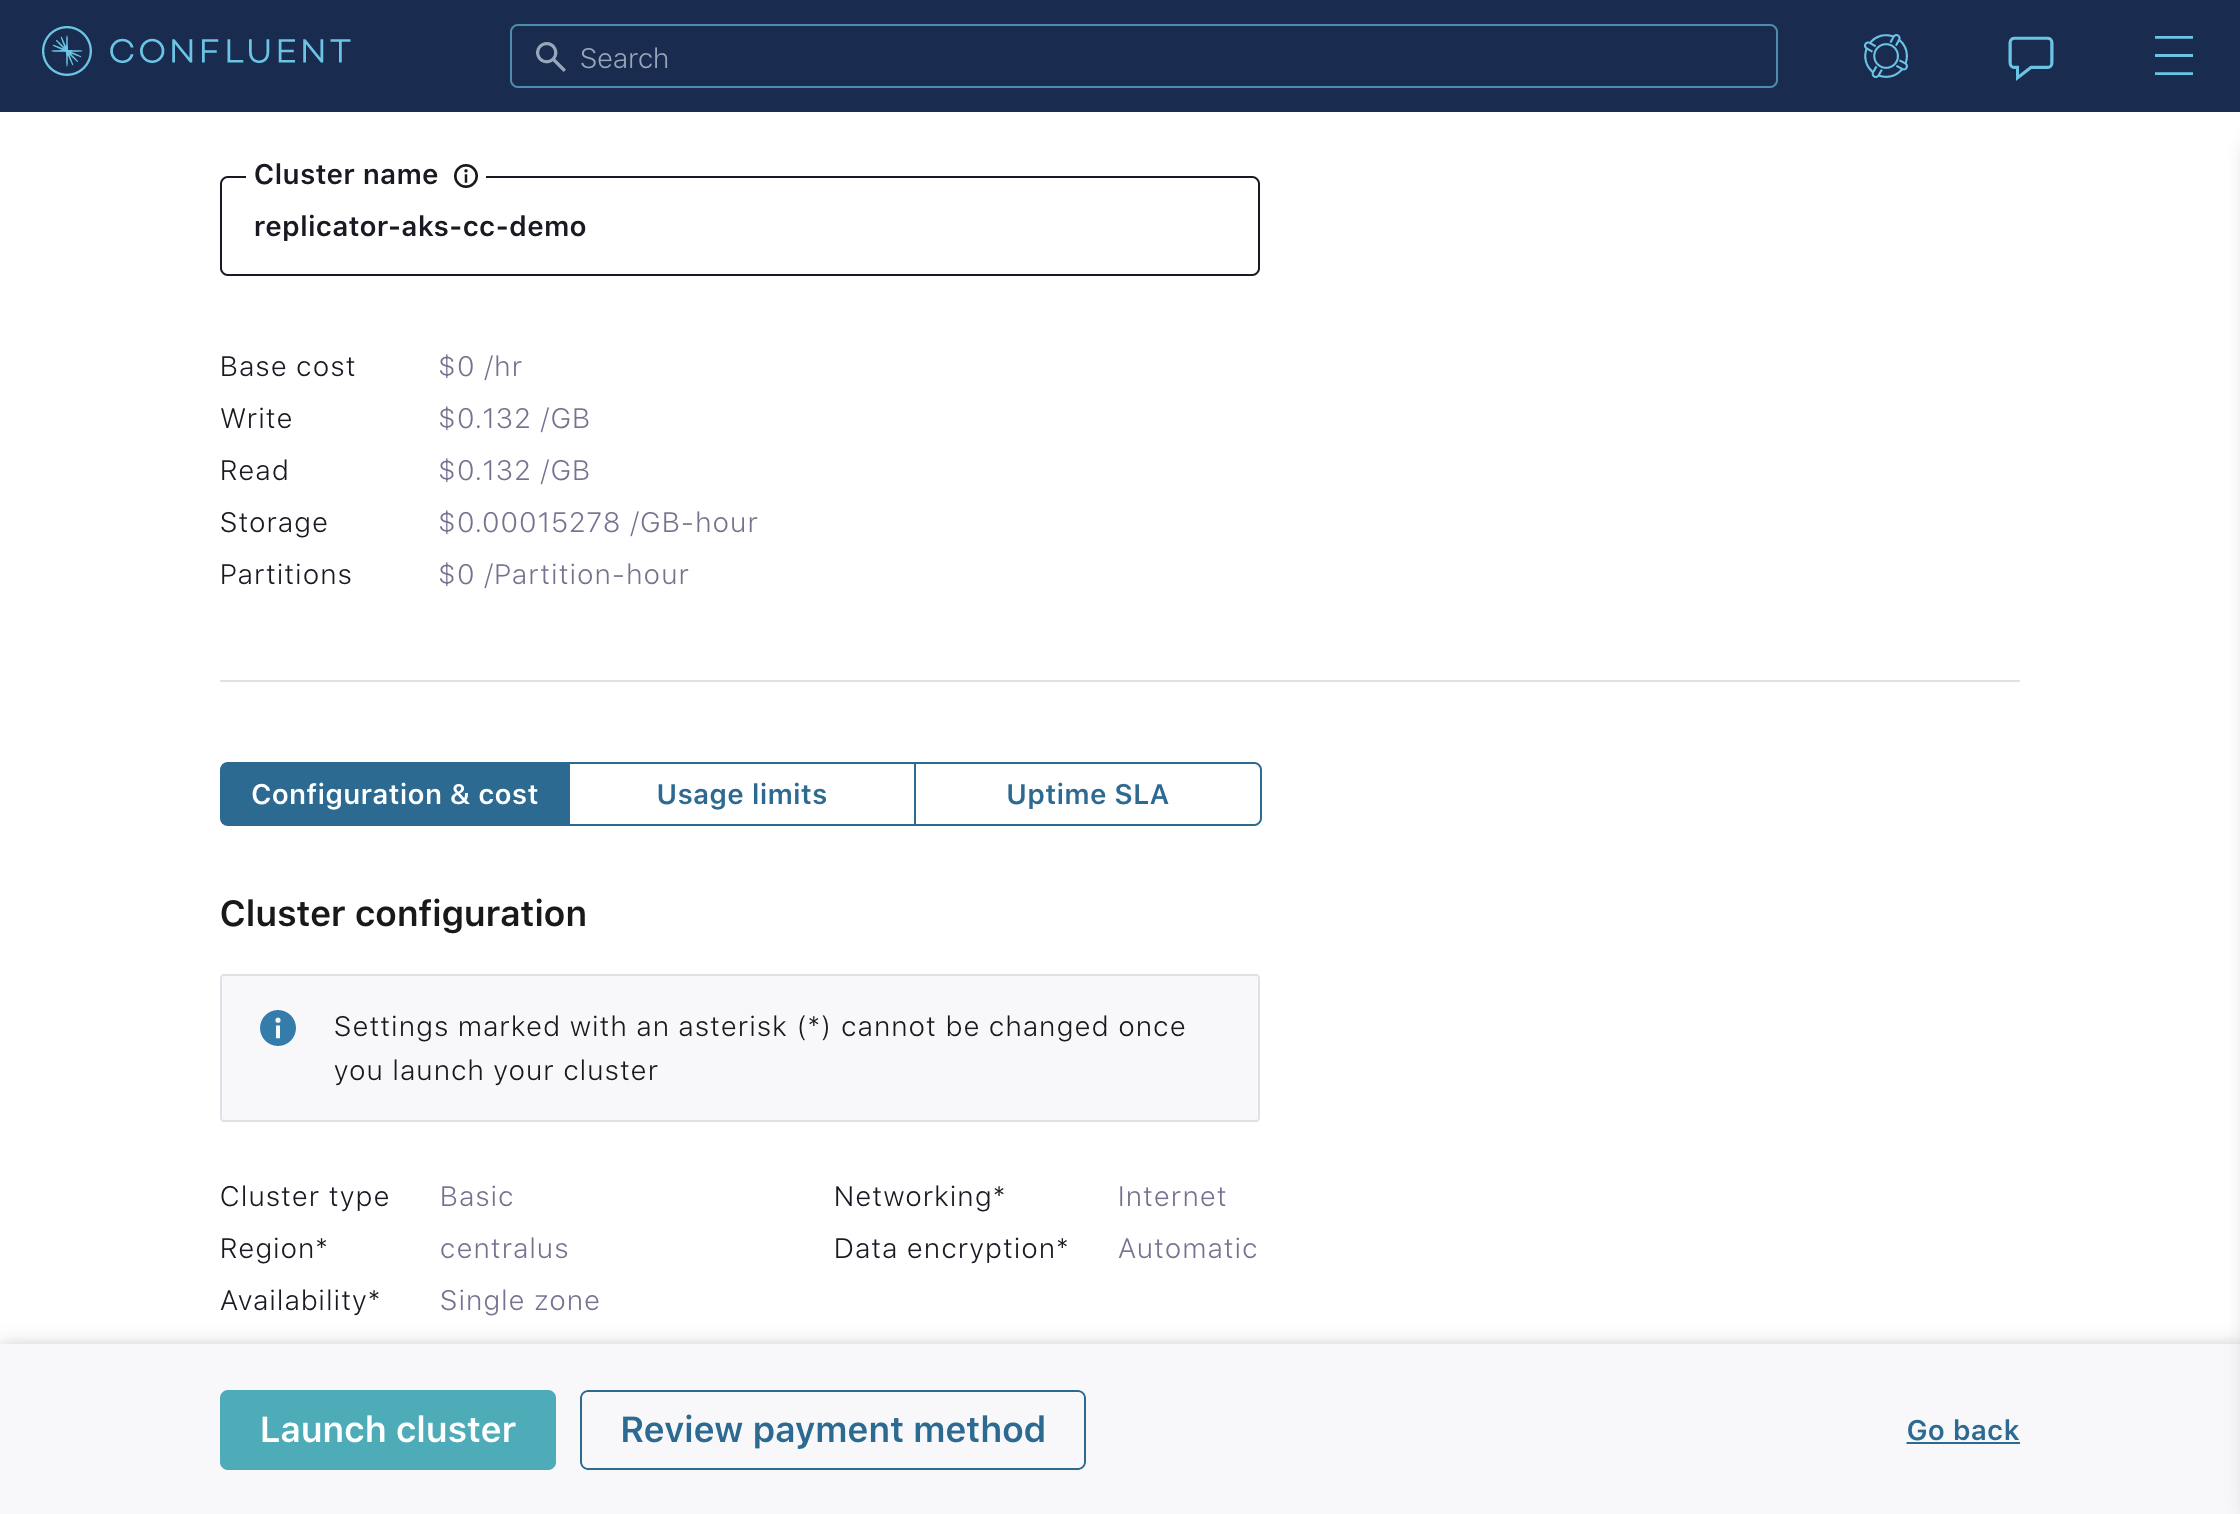 CONFLUENT
Search
Cluster name
replicator-aks-cc-demo
Base cost $0 /hr
Write $0.132 /GB
Read $0.132 /GB
Storage $0.00015278 /GB-hour
Partitions $0 /Partition-hour
Configuration & cost Usage limits Uptime SLA
Cluster configuration
Settings marked with an asterisk (*) cannot be changed once
you launch your cluster
Cluster type Basic Networking* Internet
Region* centralus Data encryption* Automatic
Availability* Single zone
Launch cluster Review payment method Go back